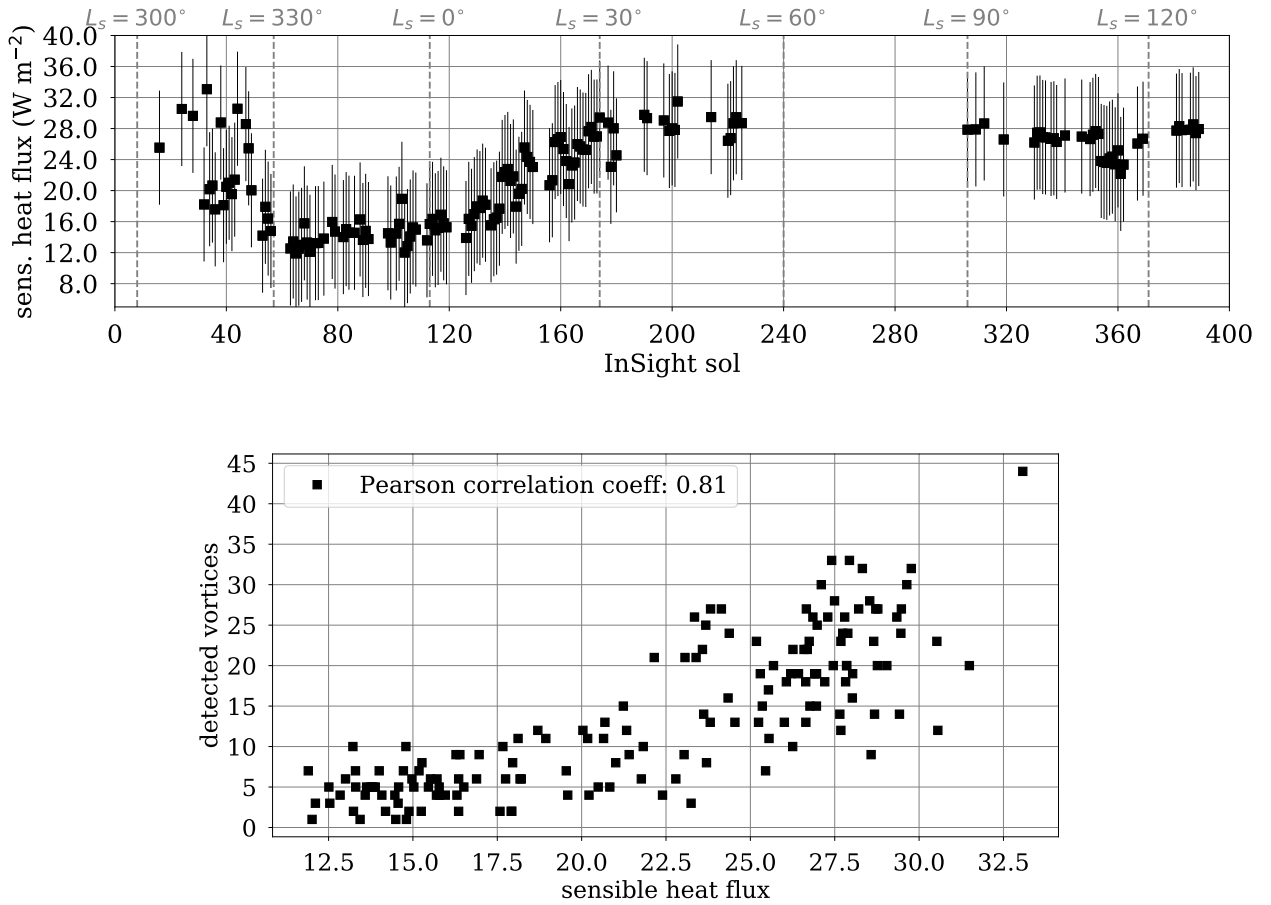 L_s = 300° L_s = 330° L_s = 0° L_s = 30° L_s = 60° L_s = 90° L_s = 120°
sens. heat flux (W m⁻²)
40.0
36.0
32.0
28.0
24.0
20.0
16.0
12.0
8.0
0 40 80 120 160 200 240 280 320 360 400
InSight sol
detected vortices
45
40
35
30
25
20
15
10
5
0
Pearson correlation coeff: 0.81
12.5 15.0 17.5 20.0 22.5 25.0 27.5 30.0 32.5
sensible heat flux